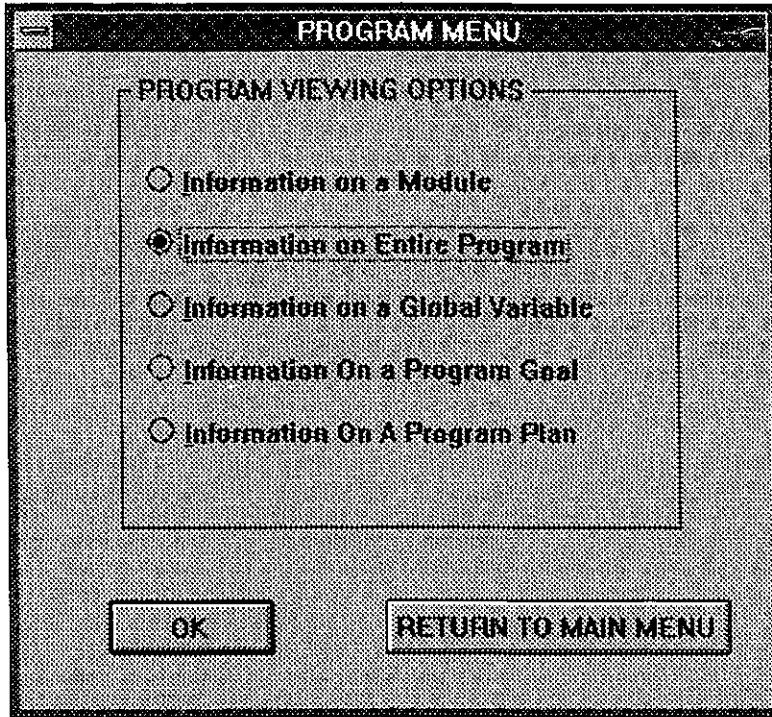 PROGRAM MENU
PROGRAM VIEWING OPTIONS
Information on a Module
Information on Entire Program
Information on a Global Variable
Information On a Program Goal
Information On A Program Plan
OK
RETURN TO MAIN MENU